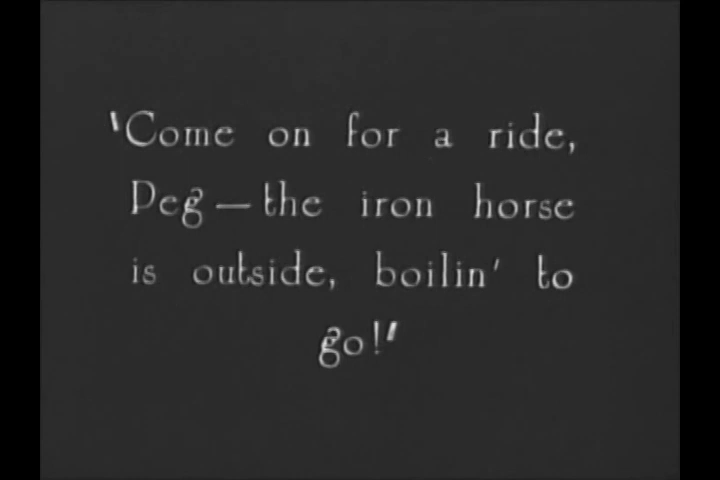 "Come on for a ride,
Peg — the iron horse
is outside, boilin' to
go!"